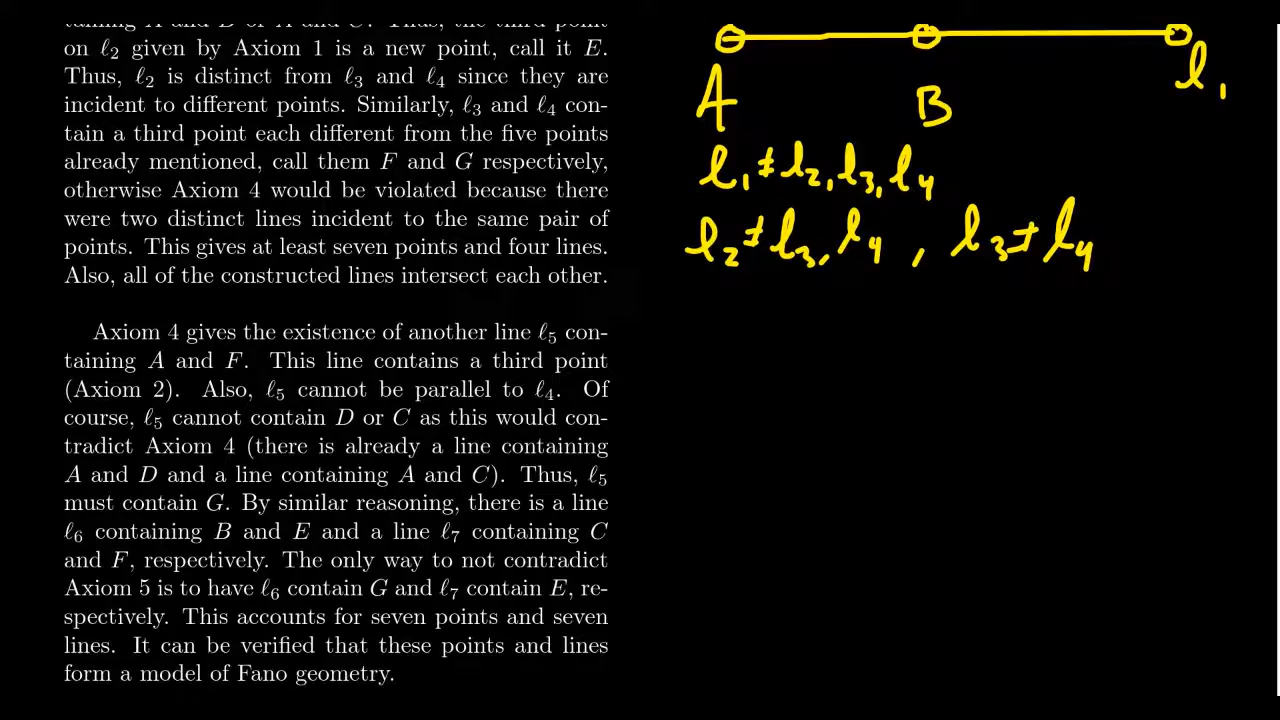 taining A and D or A and C. Thus, the third point
on ℓ₂ given by Axiom 1 is a new point, call it E.
Thus, ℓ₂ is distinct from ℓ₃ and ℓ₄ since they are
incident to different points. Similarly, ℓ₃ and ℓ₄ con-
tain a third point each different from the five points
already mentioned, call them F and G respectively,
otherwise Axiom 4 would be violated because there
were two distinct lines incident to the same pair of
points. This gives at least seven points and four lines.
Also, all of the constructed lines intersect each other.
Axiom 4 gives the existence of another line ℓ₅ con-
taining A and F. This line contains a third point
(Axiom 2). Also, ℓ₅ cannot be parallel to ℓ₄. Of
course, ℓ₅ cannot contain D or C as this would con-
tradict Axiom 4 (there is already a line containing
A and D and a line containing A and C). Thus, ℓ₅
must contain G. By similar reasoning, there is a line
ℓ₆ containing B and E and a line ℓ₇ containing C
and F, respectively. The only way to not contradict
Axiom 5 is to have ℓ₆ contain G and ℓ₇ contain E, re-
spectively. This accounts for seven points and seven
lines. It can be verified that these points and lines
form a model of Fano geometry.
A B ℓ₁
ℓ₁ ≠ ℓ₂, ℓ₃, ℓ₄
ℓ₂ ≠ ℓ₃, ℓ₄ , ℓ₃ ≠ ℓ₄